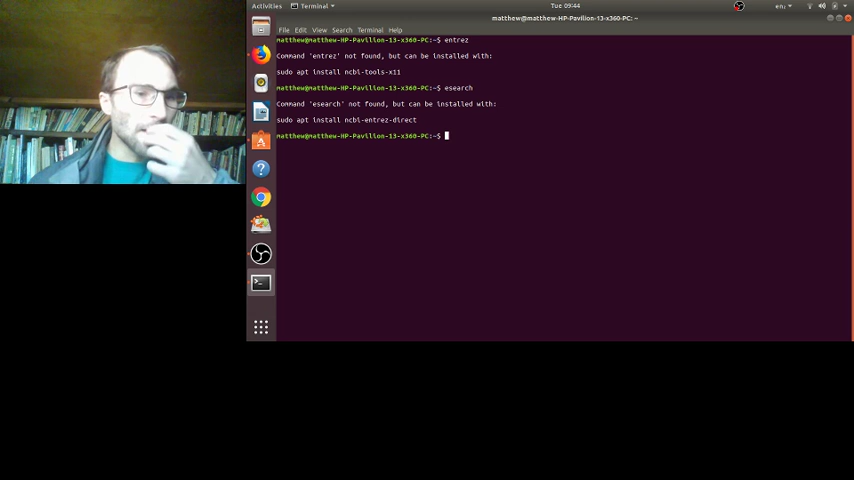 Activities Terminal Tue 09:44 en
matthew@matthew-HP-Pavilion-13-x360-PC: ~
File Edit View Search Terminal Help
matthew@matthew-HP-Pavilion-13-x360-PC:~$ entrez
Command 'entrez' not found, but can be installed with:
sudo apt install ncbi-tools-x11
matthew@matthew-HP-Pavilion-13-x360-PC:~$ esearch
Command 'esearch' not found, but can be installed with:
sudo apt install ncbi-entrez-direct
matthew@matthew-HP-Pavilion-13-x360-PC:~$